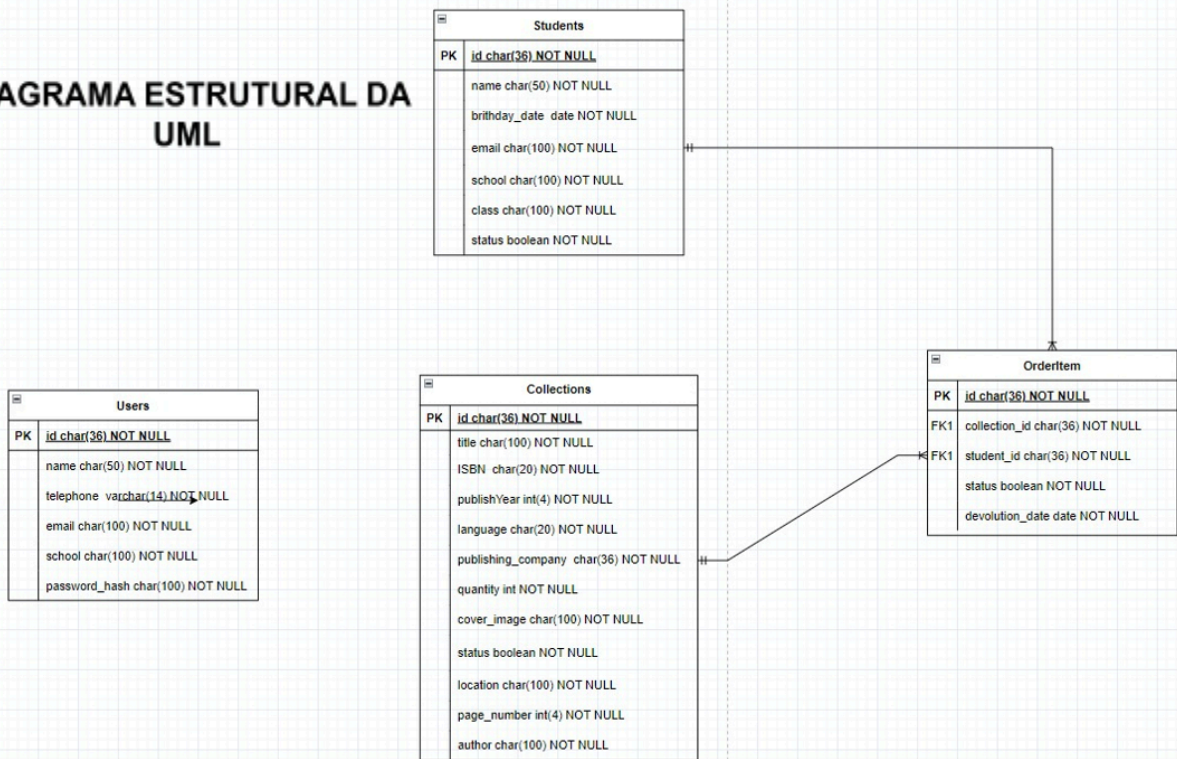 AGRAMA ESTRUTURAL DA
UML
Students
PK id char(36) NOT NULL
name char(50) NOT NULL
brithday_date date NOT NULL
email char(100) NOT NULL
school char(100) NOT NULL
class char(100) NOT NULL
status boolean NOT NULL
Users
PK id char(36) NOT NULL
name char(50) NOT NULL
telephone varchar(14) NOT NULL
email char(100) NOT NULL
school char(100) NOT NULL
password_hash char(100) NOT NULL
Collections
PK id char(36) NOT NULL
title char(100) NOT NULL
ISBN char(20) NOT NULL
publishYear int(4) NOT NULL
language char(20) NOT NULL
publishing_company char(36) NOT NULL
quantity int NOT NULL
cover_image char(100) NOT NULL
status boolean NOT NULL
location char(100) NOT NULL
page_number int(4) NOT NULL
author char(100) NOT NULL
OrderItem
PK id char(36) NOT NULL
FK1 collection_id char(36) NOT NULL
FK1 student_id char(36) NOT NULL
status boolean NOT NULL
devolution_date date NOT NULL